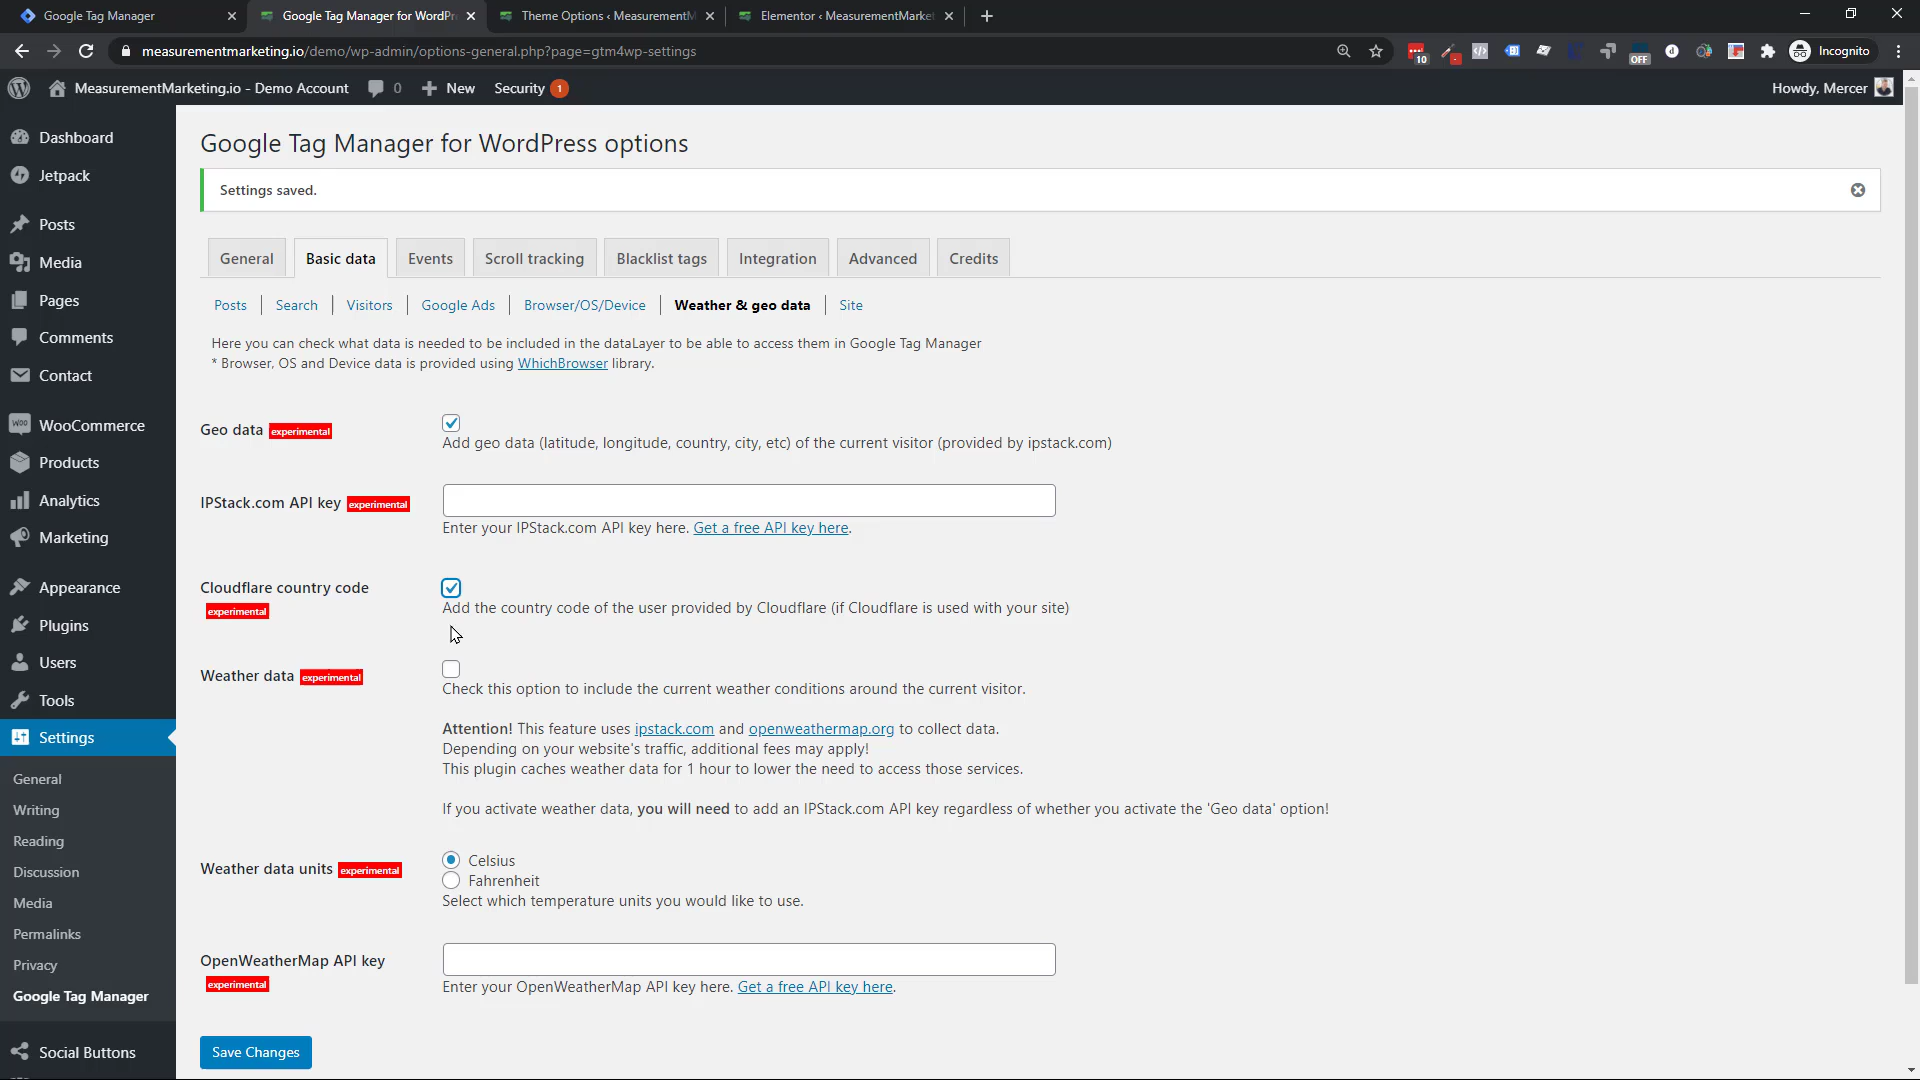 Google Tag Manager
Google Tag Manager for WordPr
Theme Options ‹ MeasurementM
Elementor ‹ MeasurementMarket
measurementmarketing.io/demo/wp-admin/options-general.php?page=gtm4wp-settings
10
OFF
Incognito
MeasurementMarketing.io - Demo Account
0
New
Security 1
Howdy, Mercer
Dashboard
Jetpack
Posts
Media
Pages
Comments
Contact
WooCommerce
Products
Analytics
Marketing
Appearance
Plugins
Users
Tools
Settings
General
Writing
Reading
Discussion
Media
Permalinks
Privacy
Google Tag Manager
Social Buttons
Google Tag Manager for WordPress options
Settings saved.
General
Basic data
Events
Scroll tracking
Blacklist tags
Integration
Advanced
Credits
Posts
Search
Visitors
Google Ads
Browser/OS/Device
Weather & geo data
Site
Here you can check what data is needed to be included in the dataLayer to be able to access them in Google Tag Manager
* Browser, OS and Device data is provided using WhichBrowser library.
Geo data experimental
Add geo data (latitude, longitude, country, city, etc) of the current visitor (provided by ipstack.com)
IPStack.com API key experimental
Enter your IPStack.com API key here. Get a free API key here.
Cloudflare country code
experimental
Add the country code of the user provided by Cloudflare (if Cloudflare is used with your site)
Weather data experimental
Check this option to include the current weather conditions around the current visitor.
Attention! This feature uses ipstack.com and openweathermap.org to collect data.
Depending on your website's traffic, additional fees may apply!
This plugin caches weather data for 1 hour to lower the need to access those services.
If you activate weather data, you will need to add an IPStack.com API key regardless of whether you activate the 'Geo data' option!
Weather data units experimental
Celsius
Fahrenheit
Select which temperature units you would like to use.
OpenWeatherMap API key
experimental
Enter your OpenWeatherMap API key here. Get a free API key here.
Save Changes